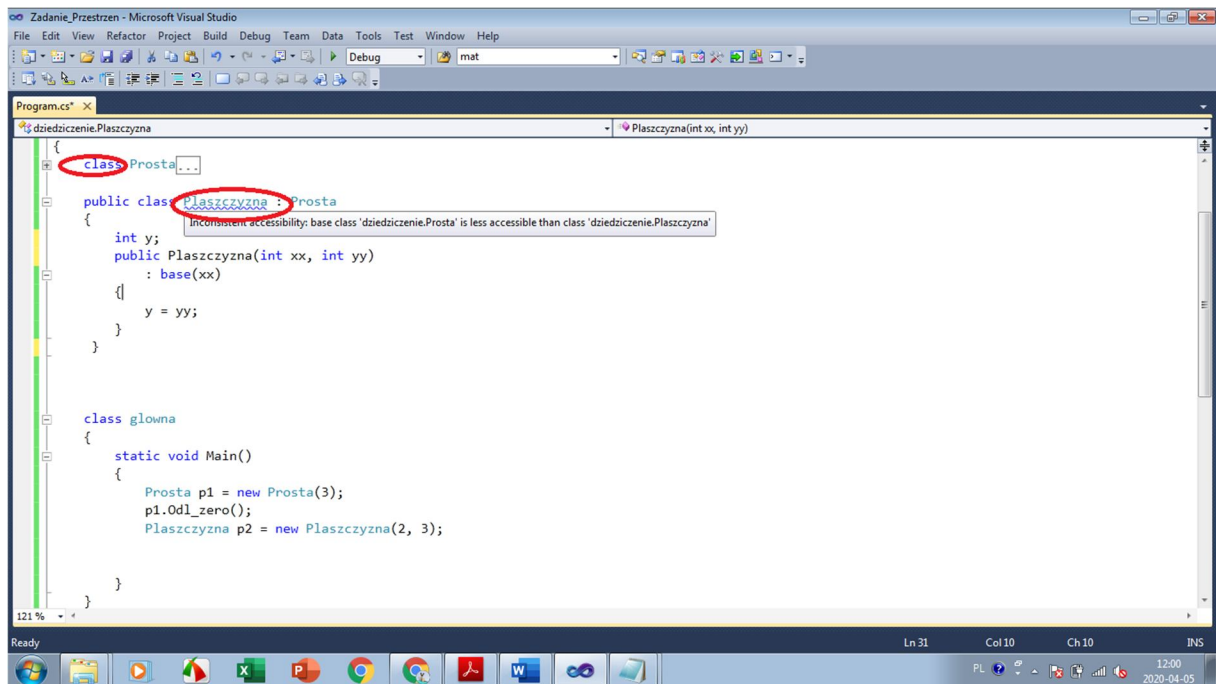 Zadanie_Przestrzen - Microsoft Visual Studio
File Edit View Refactor Project Build Debug Team Data Tools Test Window Help
Debug mat
Program.cs* ×
dziedziczenie.Plaszczyzna Plaszczyzna(int xx, int yy)
{
class Prosta...
public class Plaszczyzna : Prosta
{
Inconsistent accessibility: base class 'dziedziczenie.Prosta' is less accessible than class 'dziedziczenie.Plaszczyzna'
int y;
public Plaszczyzna(int xx, int yy)
: base(xx)
{
y = yy;
}
}
class glowna
{
static void Main()
{
Prosta p1 = new Prosta(3);
p1.Odl_zero();
Plaszczyzna p2 = new Plaszczyzna(2, 3);
}
}
121 %
Ready Ln 31 Col 10 Ch 10 INS
PL 12:00
2020-04-05